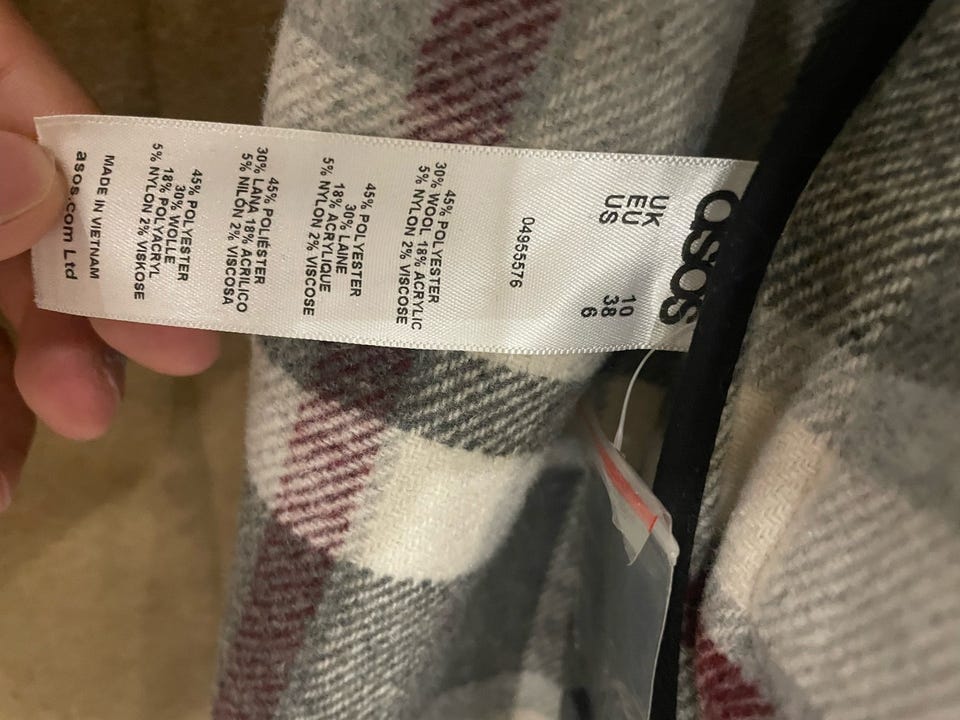 asos
UK 10
EU 38
US 6
04955576
45% POLYESTER
30% WOOL 18% ACRYLIC
5% NYLON 2% VISCOSE
45% POLYESTER
30% LAINE
18% ACRYLIQUE
5% NYLON 2% VISCOSE
45% POLIÉSTER
30% LANA 18% ACRILICO
5% NILÓN 2% VISCOSA
45% POLYESTER
30% WOLLE
18% POLYACRYL
5% NYLON 2% VISKOSE
MADE IN VIETNAM
asos.com Ltd